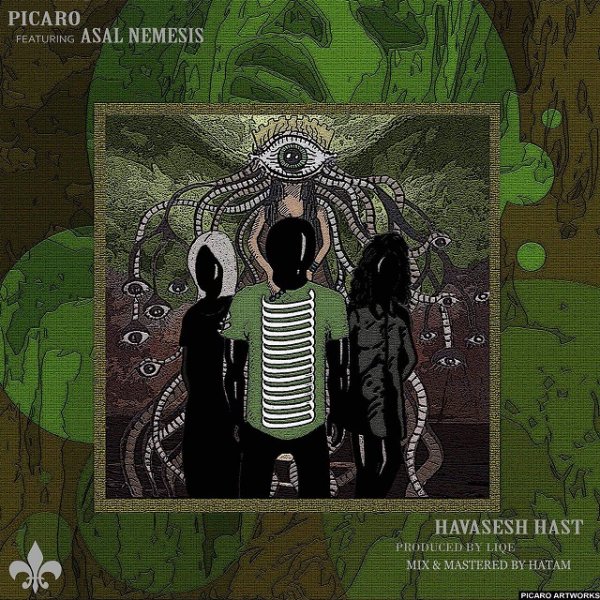 PICARO
FEATURING ASAL NEMESIS
HAVASESH HAST
PRODUCED BY LIQE
MIX & MASTERED BY HATAM
PICARO ARTWORKS